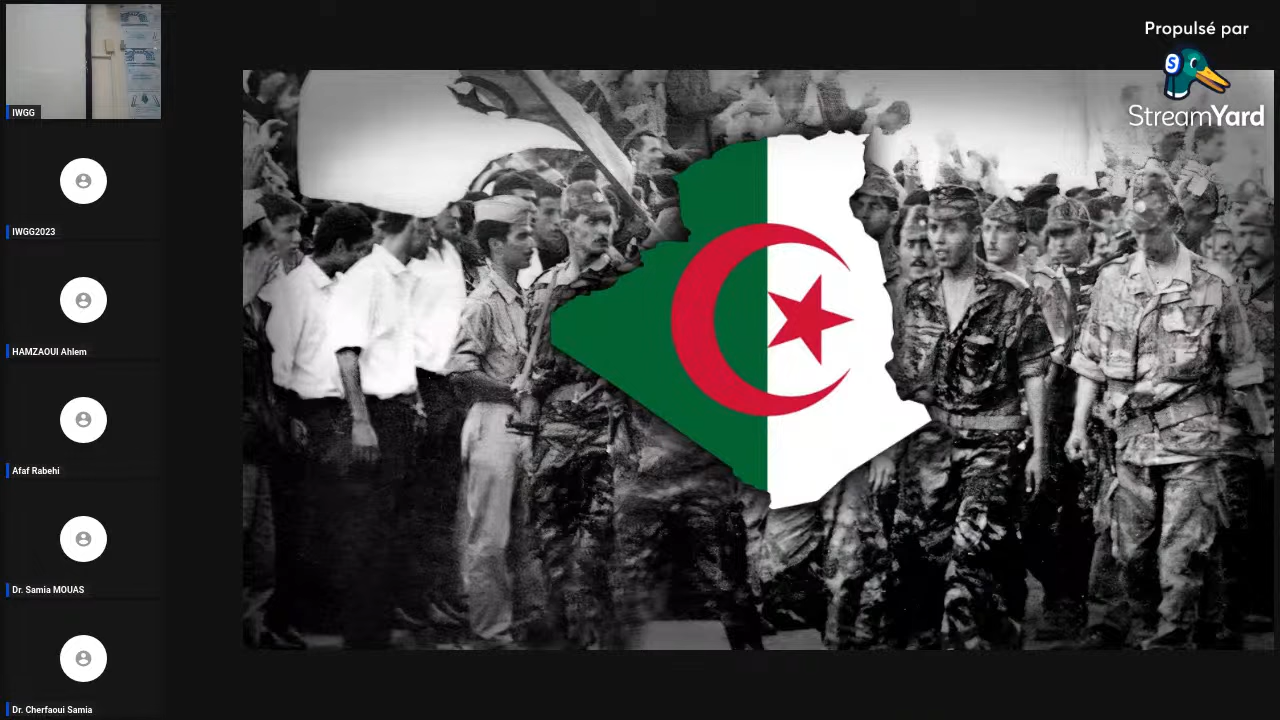 Propulsé par
StreamYard
IWGG
IWGG2023
HAMZAOUI Ahlem
Afaf Rabehi
Dr. Samia MOUAS
Dr. Cherfaoui Samia